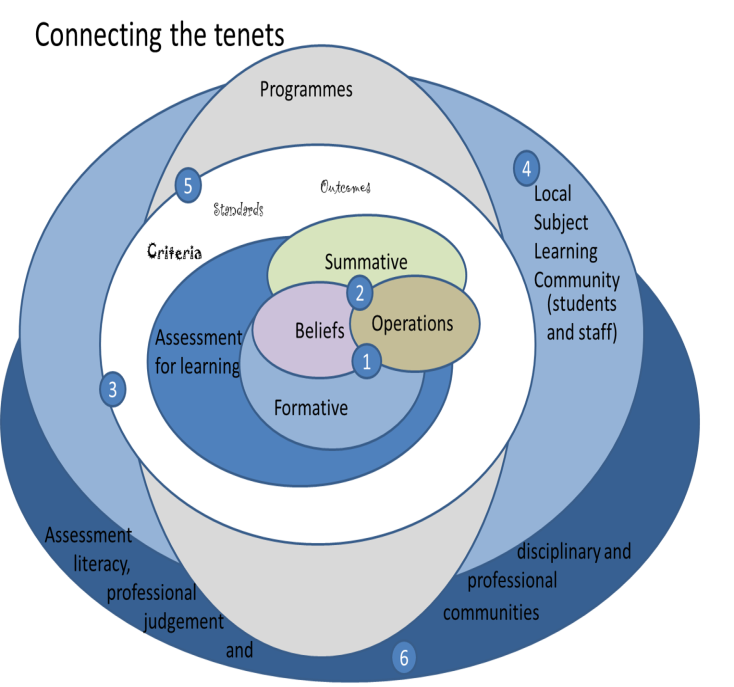 Connecting the tenets
Programmes
4
5
Outcomes
Local
Standards
Subject
Criteria
Learning
Summative
Community
(students
and staff)
2
Beliefs
Operations
Assessment
for learning
1
3
Formative
Assessment
literacy,
professional
judgement
and
disciplinary and
professional
communities
6